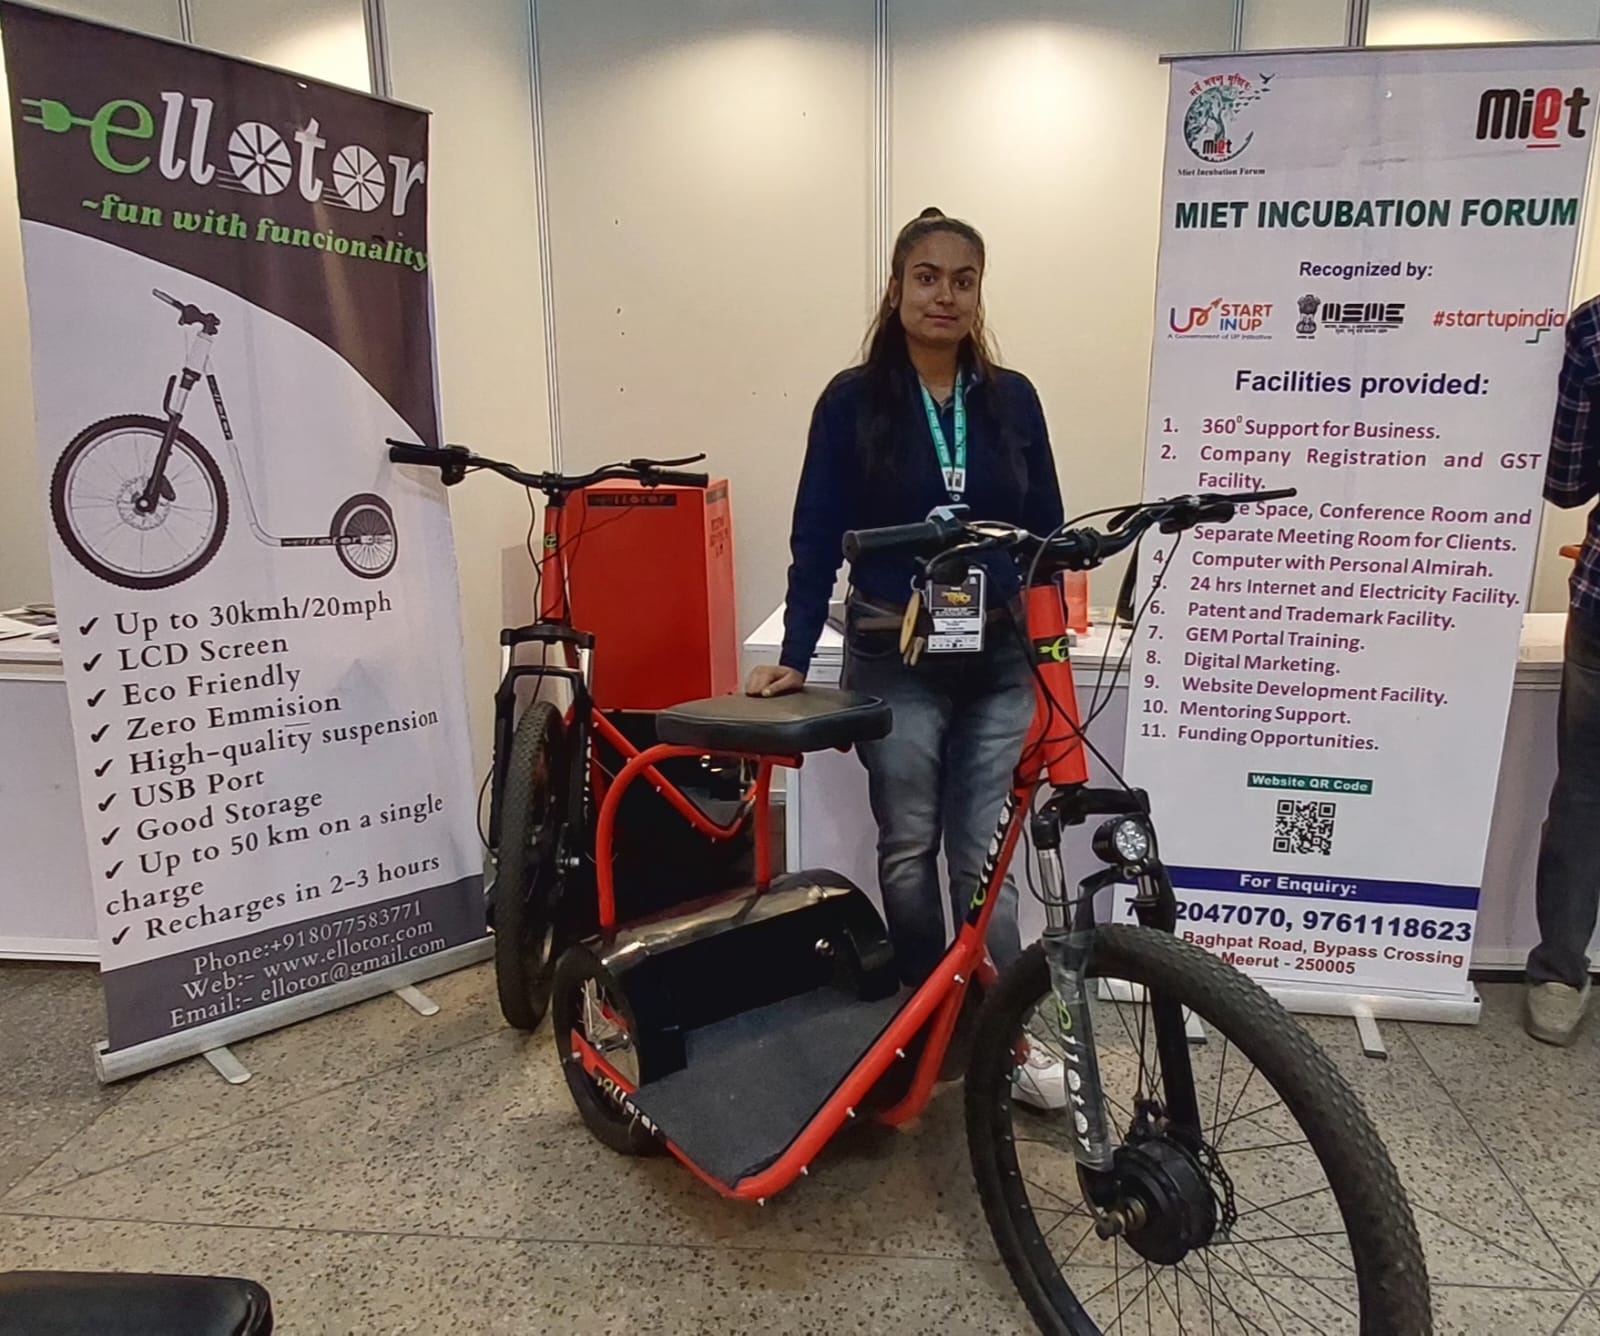 ellotor
~fun with funcionality
✔ Up to 30kmh/20mph
✔ LCD Screen
✔ Eco Friendly
✔ Zero Emmision
✔ High-quality suspension
✔ USB Port
✔ Good Storage
✔ Up to 50 km on a single
charge
✔ Recharges in 2-3 hours
Phone:+918077583771
Web:- www.ellotor.com
Email:- ellotor@gmail.com
ellotor
ellotor
ellotor
ellotor
miet
Miet Incubation Forum
miet
MIET INCUBATION FORUM
Recognized by:
UP START
IN UP
A Government of UP Initiative
MSME
#startupindia
Facilities provided:
1. 360° Support for Business.
2. Company Registration and GST
Facility.
Space, Conference Room and
Separate Meeting Room for Clients.
4. Computer with Personal Almirah.
5. 24 hrs Internet and Electricity Facility.
6. Patent and Trademark Facility.
7. GEM Portal Training.
8. Digital Marketing.
9. Website Development Facility.
10. Mentoring Support.
11. Funding Opportunities.
Website QR Code
For Enquiry:
2047070, 9761118623
Baghpat Road, Bypass Crossing
Meerut - 250005